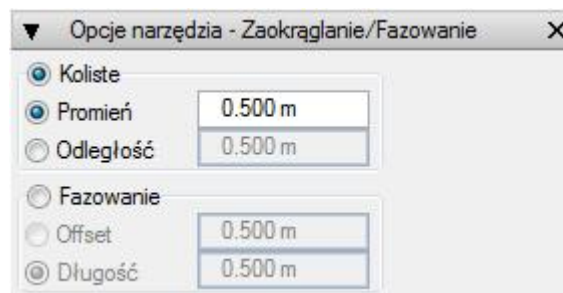 Opcje narzędzia - Zaokrąglanie/Fazowanie
Koliste
Promień 0.500 m
Odległość 0.500 m
Fazowanie
Offset 0.500 m
Długość 0.500 m